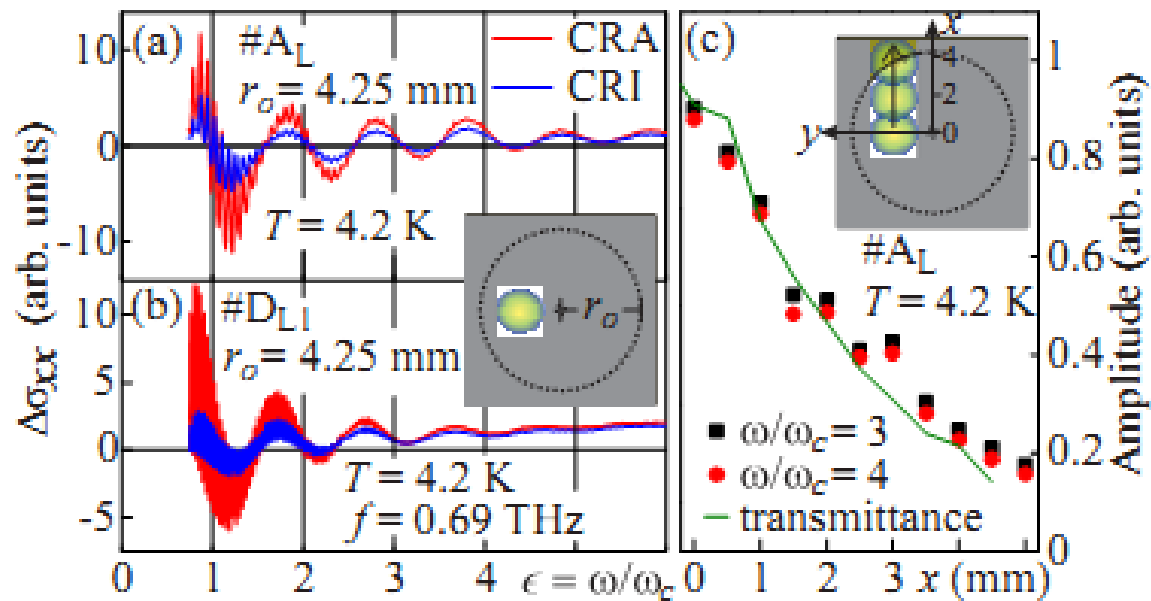 (a) #A_L
r_o = 4.25 mm
CRA
CRI
T = 4.2 K
10
0
-10
Δσ_xx (arb. units)
(b) #D_L1
r_o = 4.25 mm
r_o
T = 4.2 K
f = 0.69 THz
10
5
0
-5
0 1 2 3 4 ϵ = ω/ω_c
(c)
x
4
2
0
y
#A_L
T = 4.2 K
ω/ω_c = 3
ω/ω_c = 4
transmittance
1
0.8
0.6
0.4
0.2
0
Amplitude (arb. units)
0 1 2 3 x (mm)